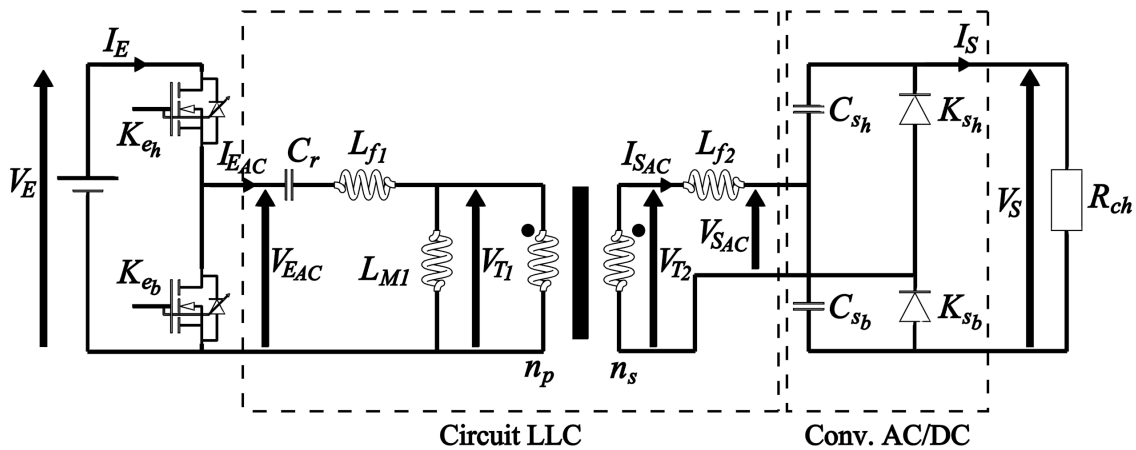 I_E
I_S
K_{e_h}
I_{E_{AC}}
C_r
L_{f1}
I_{S_{AC}}
L_{f2}
C_{s_h}
K_{s_h}
V_E
V_S
R_{ch}
V_{E_{AC}}
L_{M1}
V_{T1}
V_{T2}
V_{S_{AC}}
K_{e_b}
C_{s_b}
K_{s_b}
n_p
n_s
Circuit LLC
Conv. AC/DC